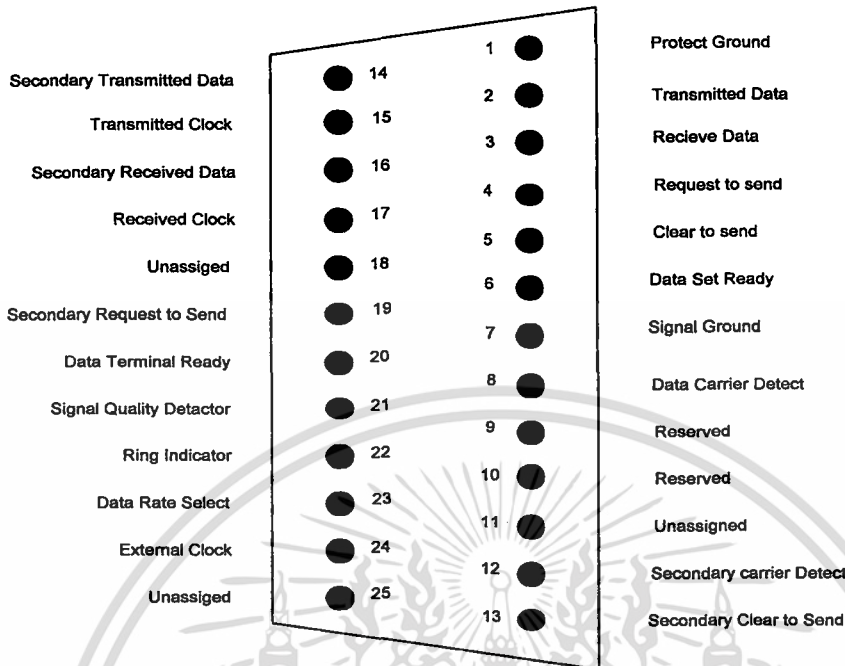 1 Protect Ground
Secondary Transmitted Data 14
2 Transmitted Data
Transmitted Clock 15
3 Recieve Data
Secondary Received Data 16
4 Request to send
Received Clock 17
5 Clear to send
Unassiged 18
6 Data Set Ready
Secondary Request to Send 19
7 Signal Ground
Data Terminal Ready 20
8 Data Carrier Detect
Signal Quality Detactor 21
9 Reserved
Ring Indicator 22
10 Reserved
Data Rate Select 23
11 Unassigned
External Clock 24
12 Secondary carrier Detect
Unassiged 25
13 Secondary Clear to Send